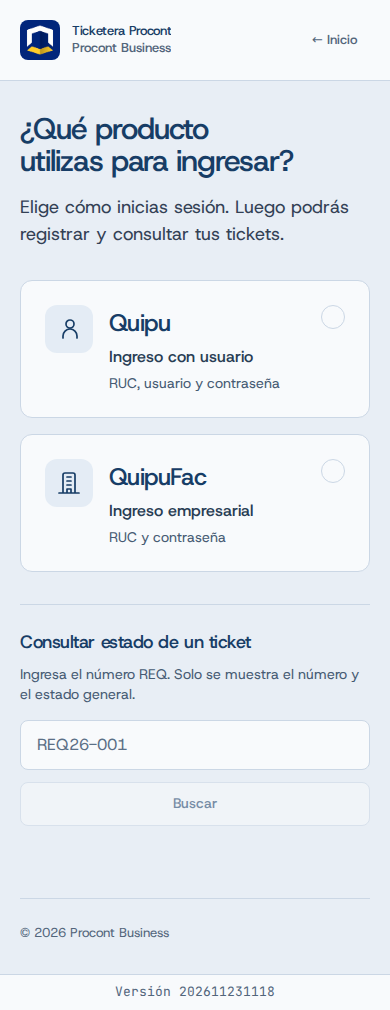 Ticketera Procont
Procont Business
← Inicio
¿Qué producto
utilizas para ingresar?
Elige cómo inicias sesión. Luego podrás
registrar y consultar tus tickets.
Quipu
Ingreso con usuario
RUC, usuario y contraseña
QuipuFac
Ingreso empresarial
RUC y contraseña
Consultar estado de un ticket
Ingresa el número REQ. Solo se muestra el número y
el estado general.
REQ26-001
Buscar
© 2026 Procont Business
Versión 202611231118